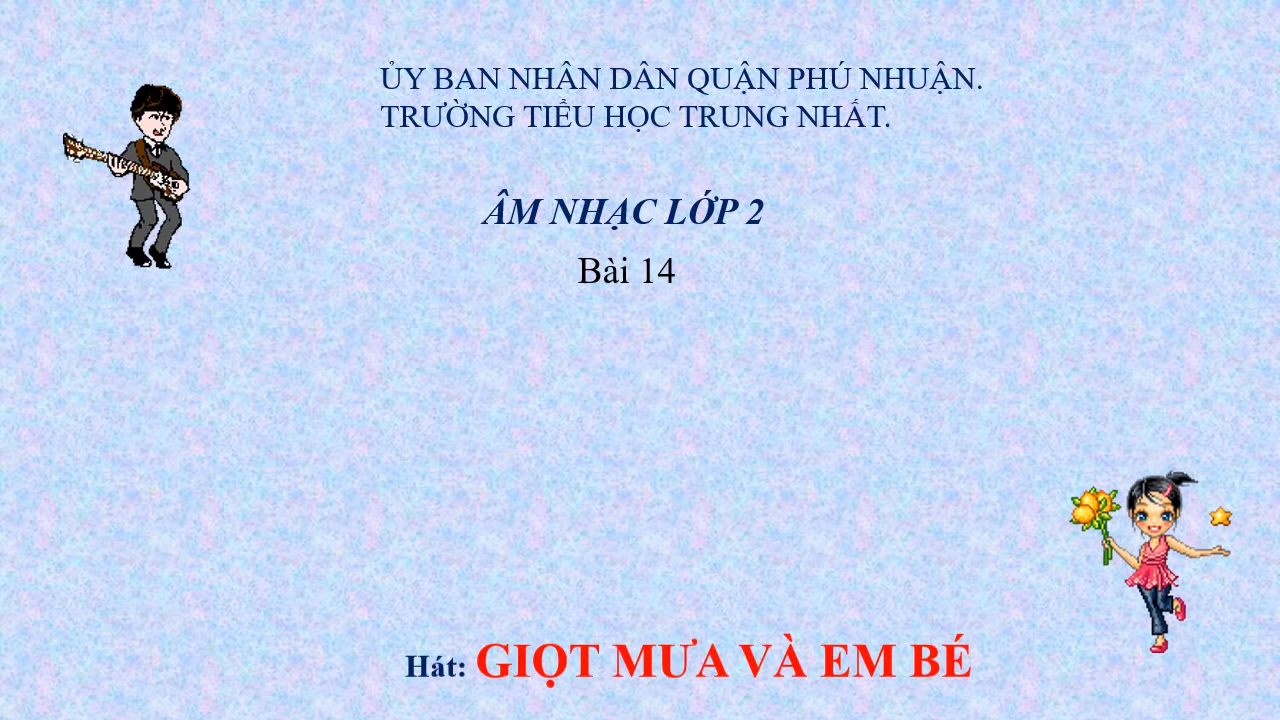 ỦY BAN NHÂN DÂN QUẬN PHÚ NHUẬN.
TRƯỜNG TIỂU HỌC TRUNG NHẤT.
ÂM NHẠC LỚP 2
Bài 14
Hát: GIỌT MƯA VÀ EM BÉ